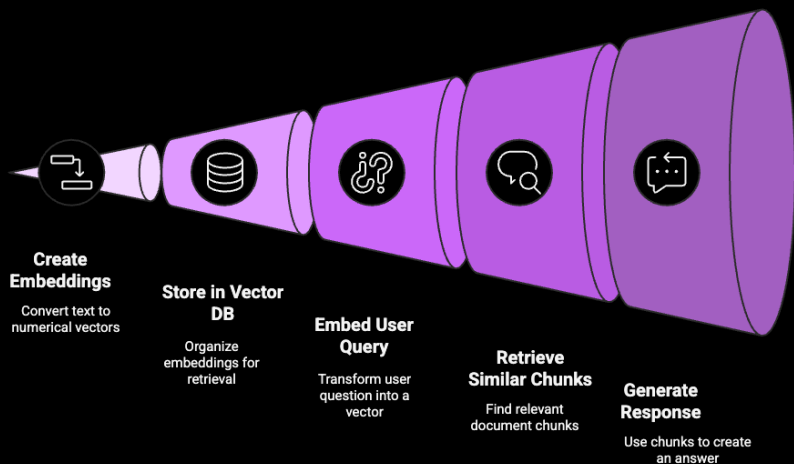 Create
Embeddings
Convert text to
numerical vectors
Store in Vector
DB
Organize
embeddings for
retrieval
Embed User
Query
Transform user
question into a
vector
Retrieve
Similar Chunks
Find relevant
document chunks
Generate
Response
Use chunks to create
an answer